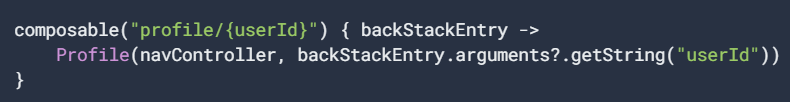 composable("profile/{userId}") { backStackEntry ->
    Profile(navController, backStackEntry.arguments?.getString("userId"))
}